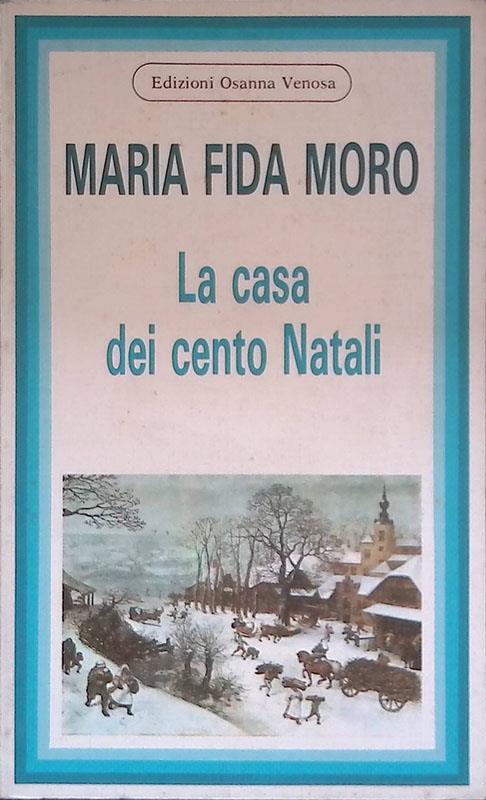 Edizioni Osanna Venosa
MARIA FIDA MORO
La casa
dei cento Natali